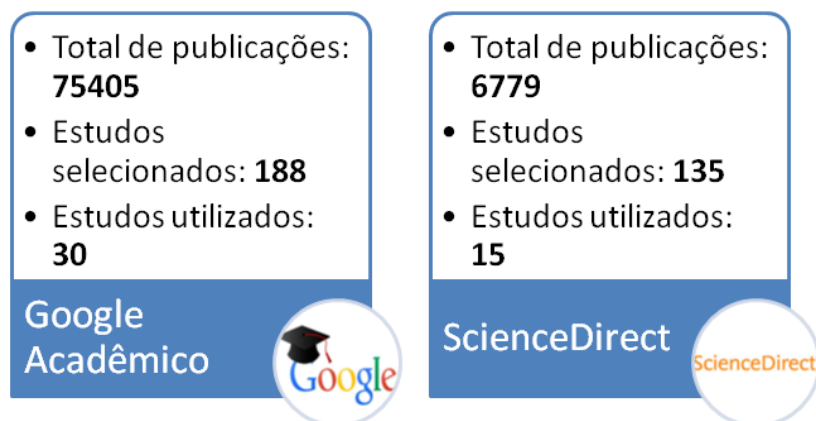 • Total de publicações:
75405
• Estudos
selecionados: 188
• Estudos utilizados:
30
Google
Acadêmico
Google
• Total de publicações:
6779
• Estudos
selecionados: 135
• Estudos utilizados:
15
ScienceDirect
ScienceDirect